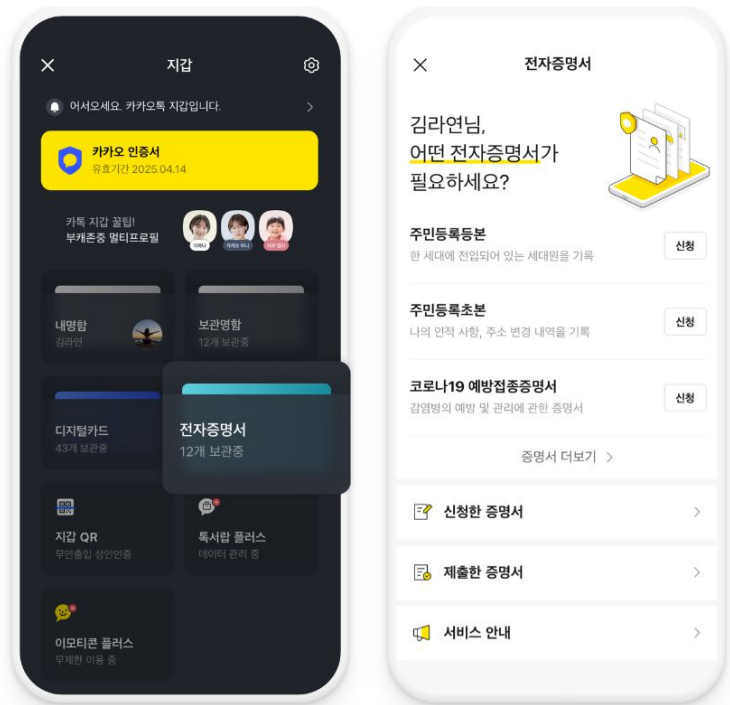 지갑
어서오세요. 카카오톡 지갑입니다.
카카오 인증서
유효기간 2025.04.14
카톡 지갑 꿀팁!
부캐존중 멀티프로필
내명함
김라연
보관명함
12개 보관중
디지털카드
43개 보관중
전자증명서
12개 보관중
지갑 QR
무인출입 성인인증
톡서랍 플러스
데이터 관리 중
이모티콘 플러스
무제한 이용 중
전자증명서
김라연님,
어떤 전자증명서가
필요하세요?
주민등록등본
한 세대에 전입되어 있는 세대원을 기록
신청
주민등록초본
나의 인적 사항, 주소 변경 내역을 기록
신청
코로나19 예방접종증명서
감염병의 예방 및 관리에 관한 증명서
신청
증명서 더보기
신청한 증명서
제출한 증명서
서비스 안내